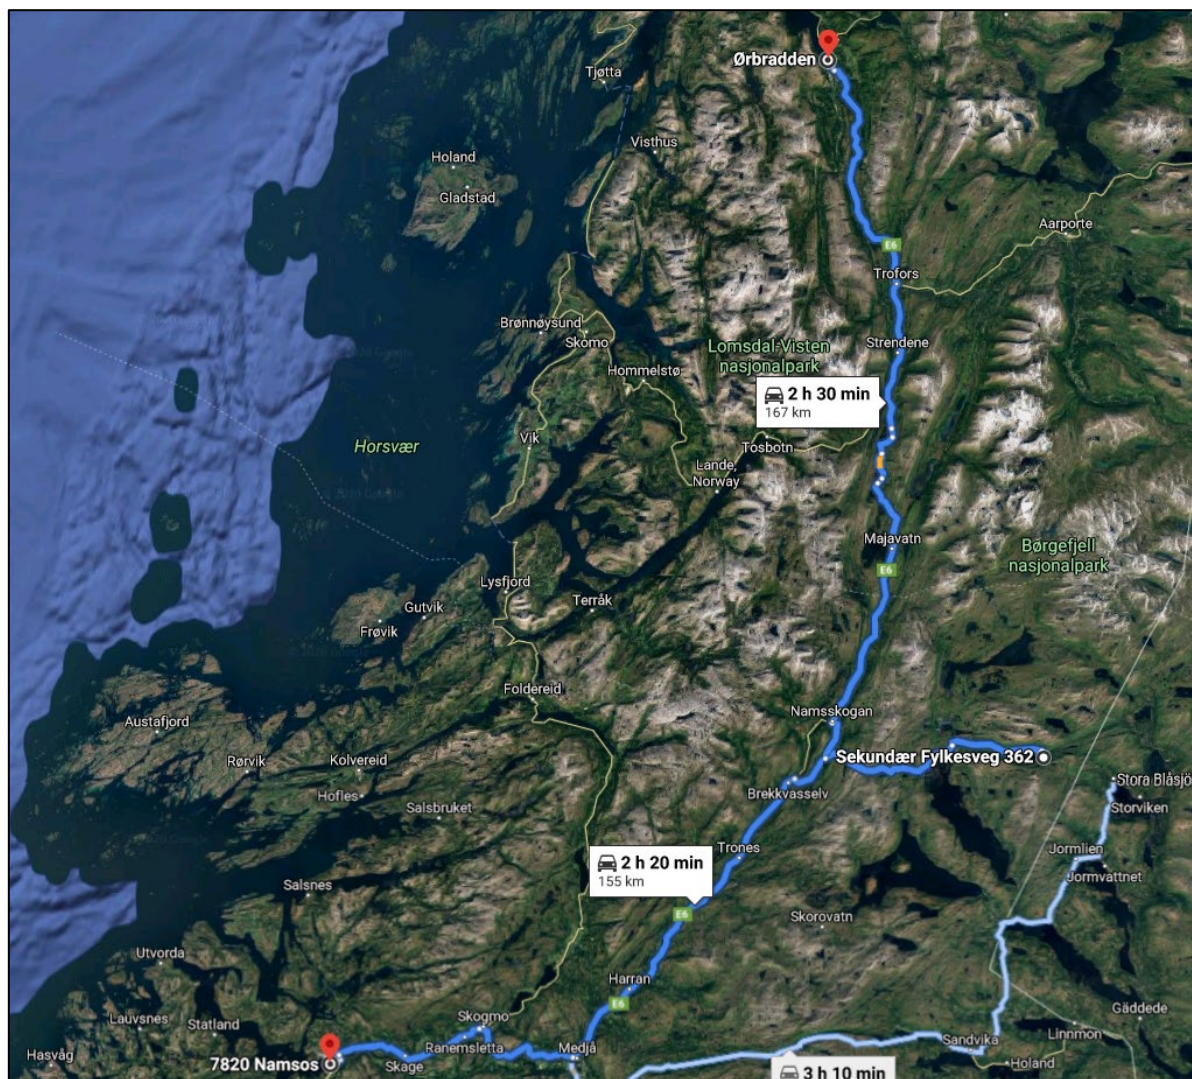 Ørbradden
Tjøtta
Visthus
Holand
Gladstad
Aarporte
E6
Trofors
Brønnøysund
Skomo
Strendene
Lomsdal-Visten
nasjonalpark
Hommelstø
2 h 30 min
167 km
Horsvær
Vik
Tosbotn
Lande,
Norway
Majavatn
Børgefjell
nasjonalpark
E6
Lysfjord
Terråk
Gutvik
Frøvik
Foldereid
Namsskogan
Austafjord
Rørvik
Kolvereid
Sekundær Fylkesveg 362
Stora Blåsjö
Hofles
Brekkvasselv
Storviken
Salsbruket
Trones
Jormlien
2 h 20 min
155 km
Jormvattnet
Salsnes
E6
Skorovatn
Utvorda
Harran
E6
Lauvsnes
Statland
Skogmo
Gäddede
Linnmon
Hasvåg
7820 Namsos
Ranemsletta
Skage
Medjå
Sandvika
Holand
3 h 10 min